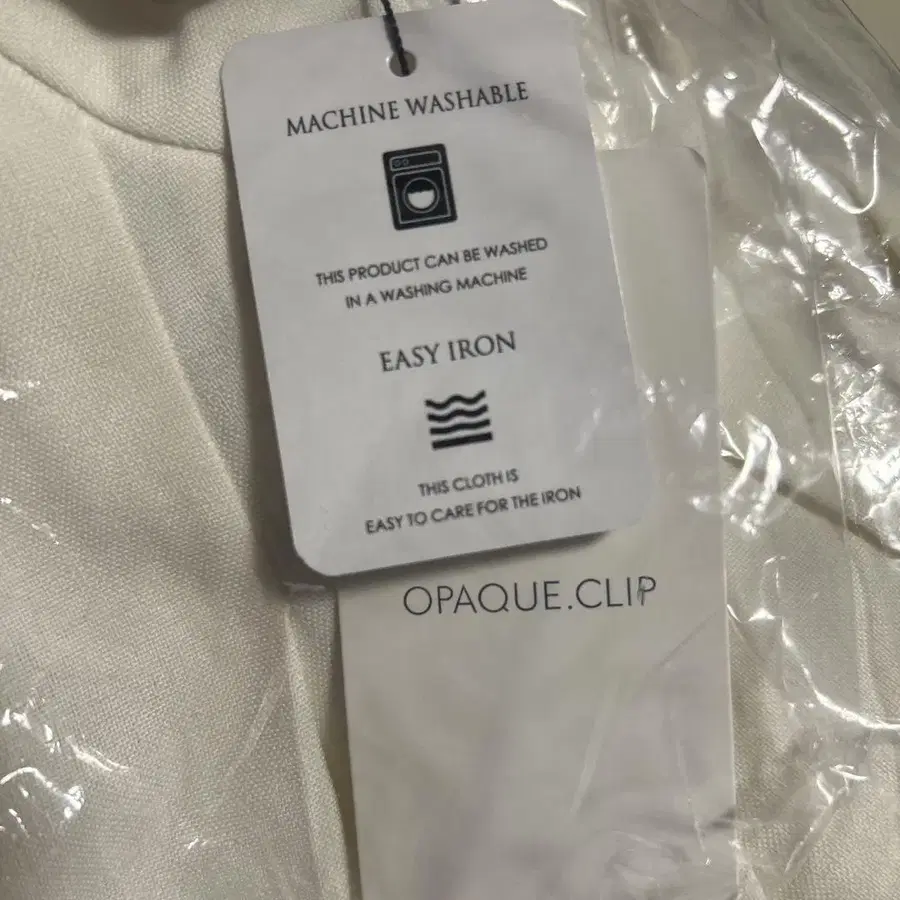 MACHINE WASHABLE
THIS PRODUCT CAN BE WASHED
IN A WASHING MACHINE
EASY IRON
THIS CLOTH IS
EASY TO CARE FOR THE IRON
OPAQUE.CLIP